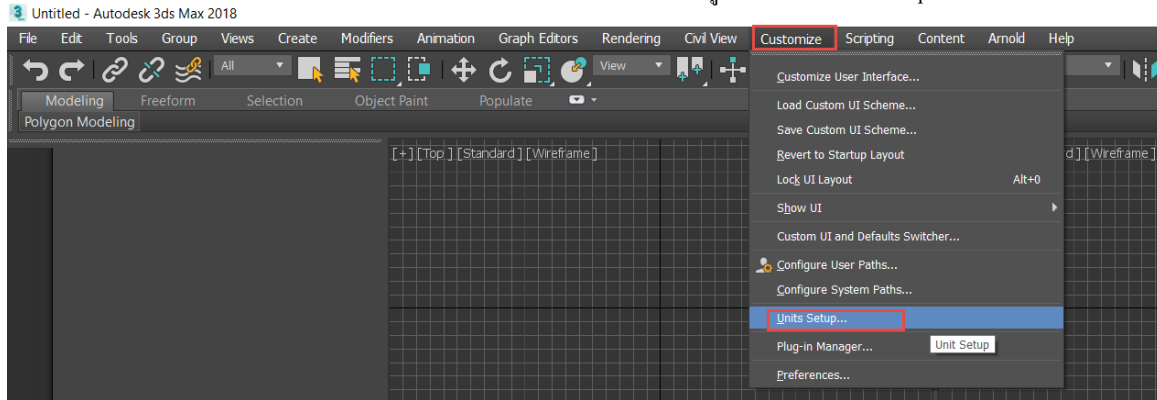 Untitled - Autodesk 3ds Max 2018
File Edit Tools Group Views Create Modifiers Animation Graph Editors Rendering Civil View Customize Scripting Content Arnold Help
All View
Modeling Freeform Selection Object Paint Populate
Polygon Modeling
[+] [Top ] [Standard ] [Wireframe ]
d ] [Wireframe ]
Customize User Interface...
Load Custom UI Scheme...
Save Custom UI Scheme...
Revert to Startup Layout
Lock UI Layout Alt+0
Show UI
Custom UI and Defaults Switcher...
Configure User Paths...
Configure System Paths...
Units Setup...
Plug-in Manager...
Unit Setup
Preferences...